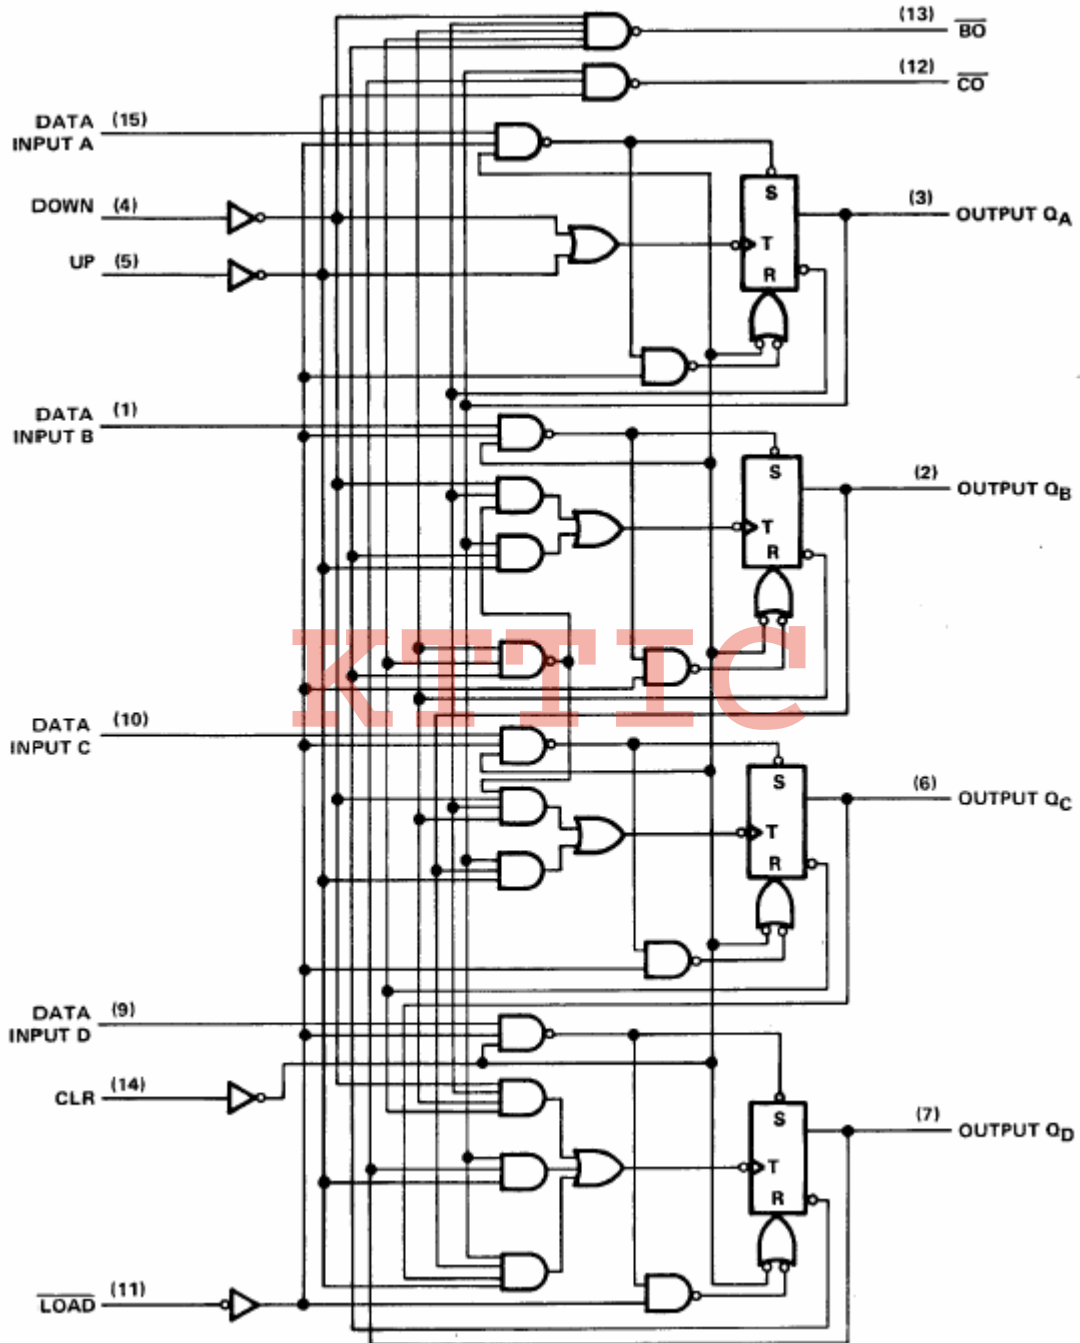 (13) BO
(12) CO
DATA (15)
INPUT A
S
DOWN (4)
(3) OUTPUT QA
T
UP (5)
R
DATA (1)
INPUT B
S
(2) OUTPUT QB
T
R
KTTIC
DATA (10)
INPUT C
S
(6) OUTPUT QC
T
R
DATA (9)
INPUT D
CLR (14)
S
(7) OUTPUT QD
T
R
LOAD (11)